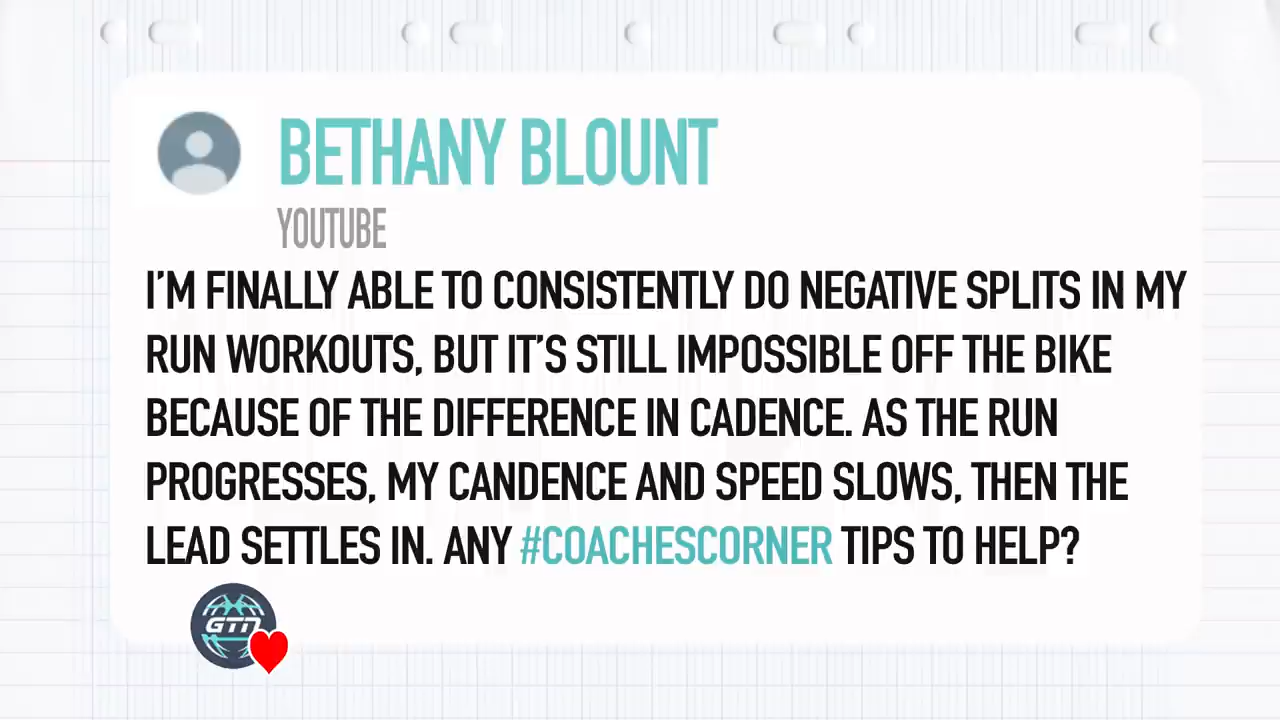 BETHANY BLOUNT
YOUTUBE
I'M FINALLY ABLE TO CONSISTENTLY DO NEGATIVE SPLITS IN MY
RUN WORKOUTS, BUT IT'S STILL IMPOSSIBLE OFF THE BIKE
BECAUSE OF THE DIFFERENCE IN CADENCE. AS THE RUN
PROGRESSES, MY CANDENCE AND SPEED SLOWS, THEN THE
LEAD SETTLES IN. ANY #COACHESCORNER TIPS TO HELP?
GTN